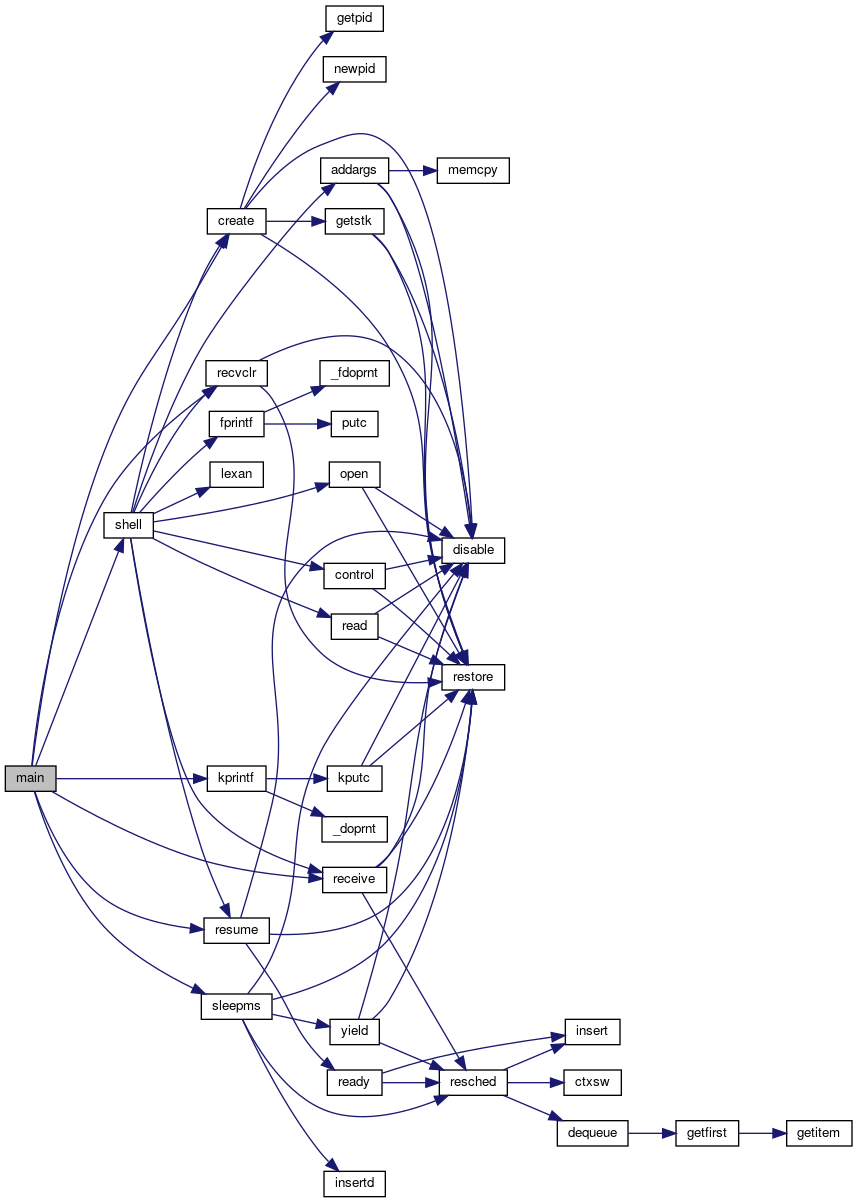 getpid
newpid
addargs
memcpy
create
getstk
recvclr
_fdoprnt
fprintf
putc
lexan
open
shell
disable
control
read
restore
main
kprintf
kputc
_doprnt
receive
resume
sleepms
yield
insert
ready
resched
ctxsw
dequeue
getfirst
getitem
insertd